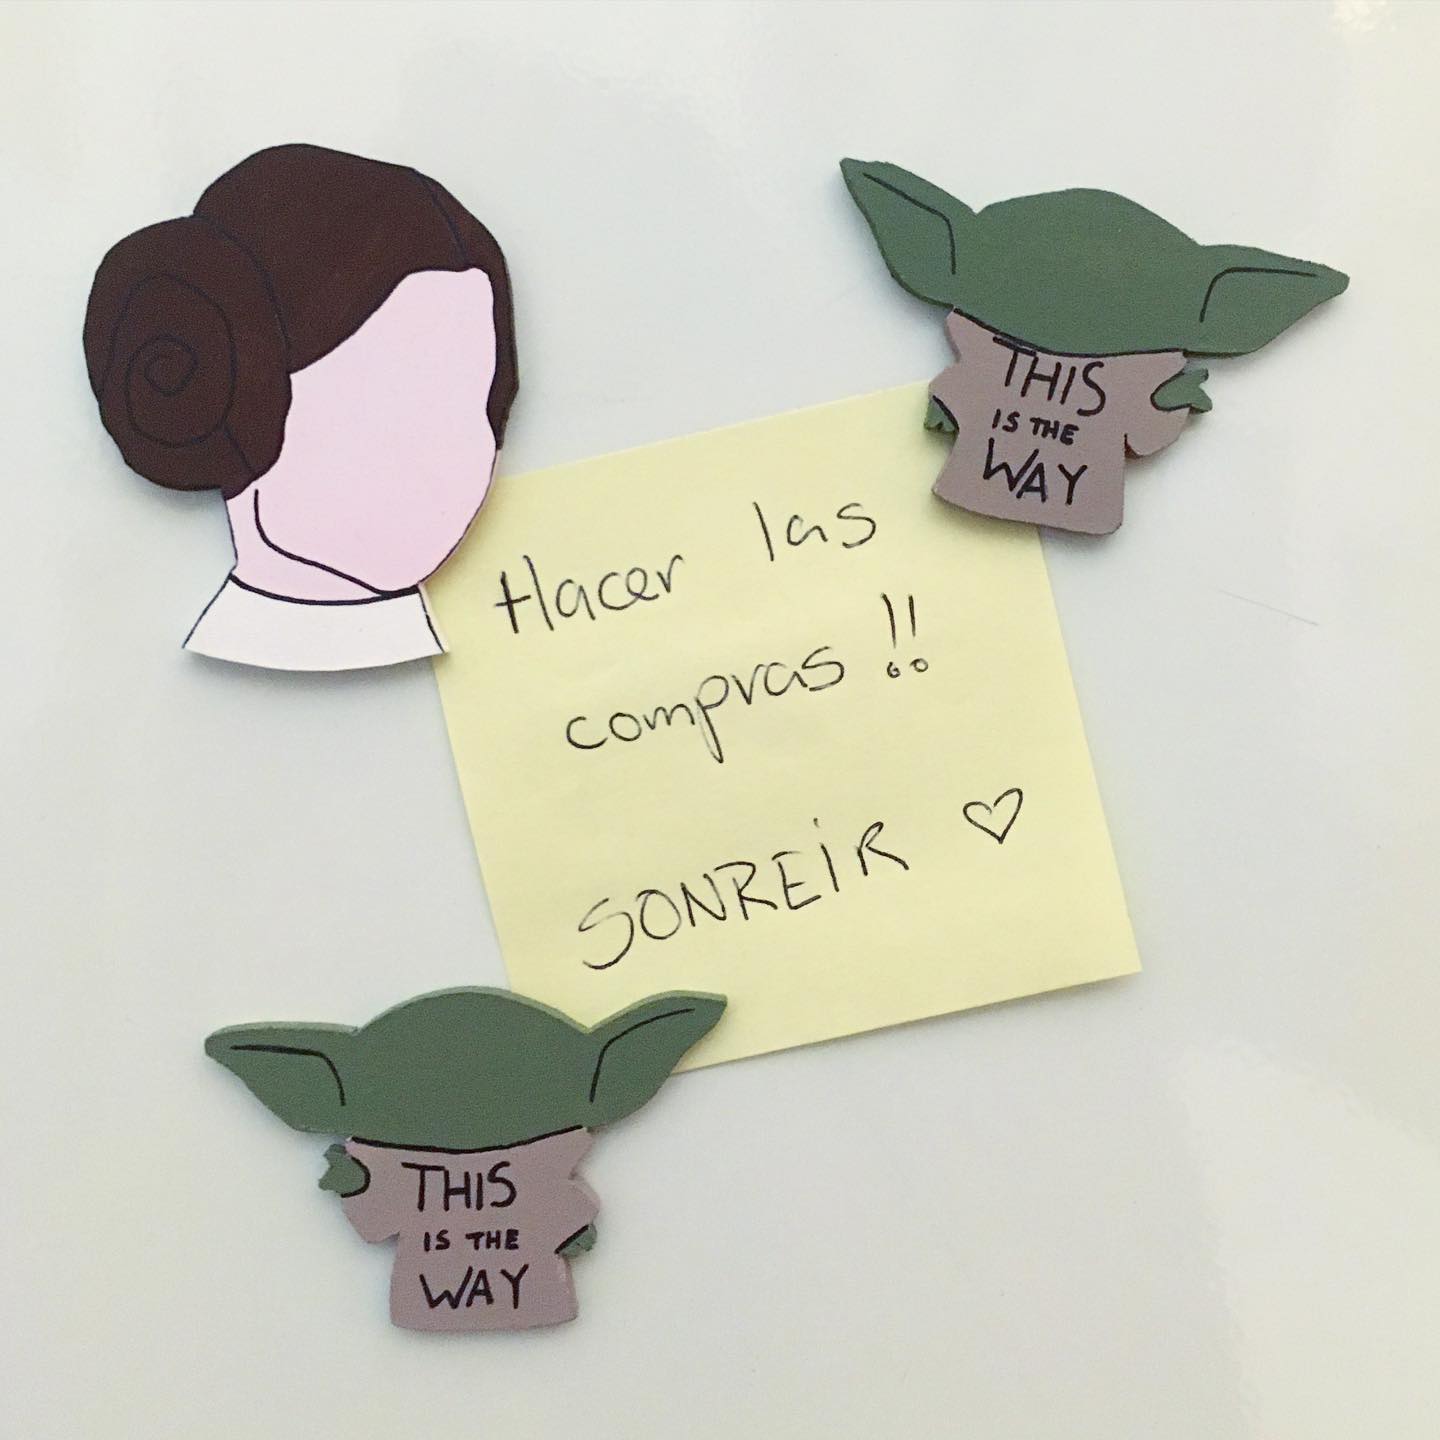 THIS
IS THE
WAY
Hacer las
compras !!
SONREIR ♡
THIS
IS THE
WAY